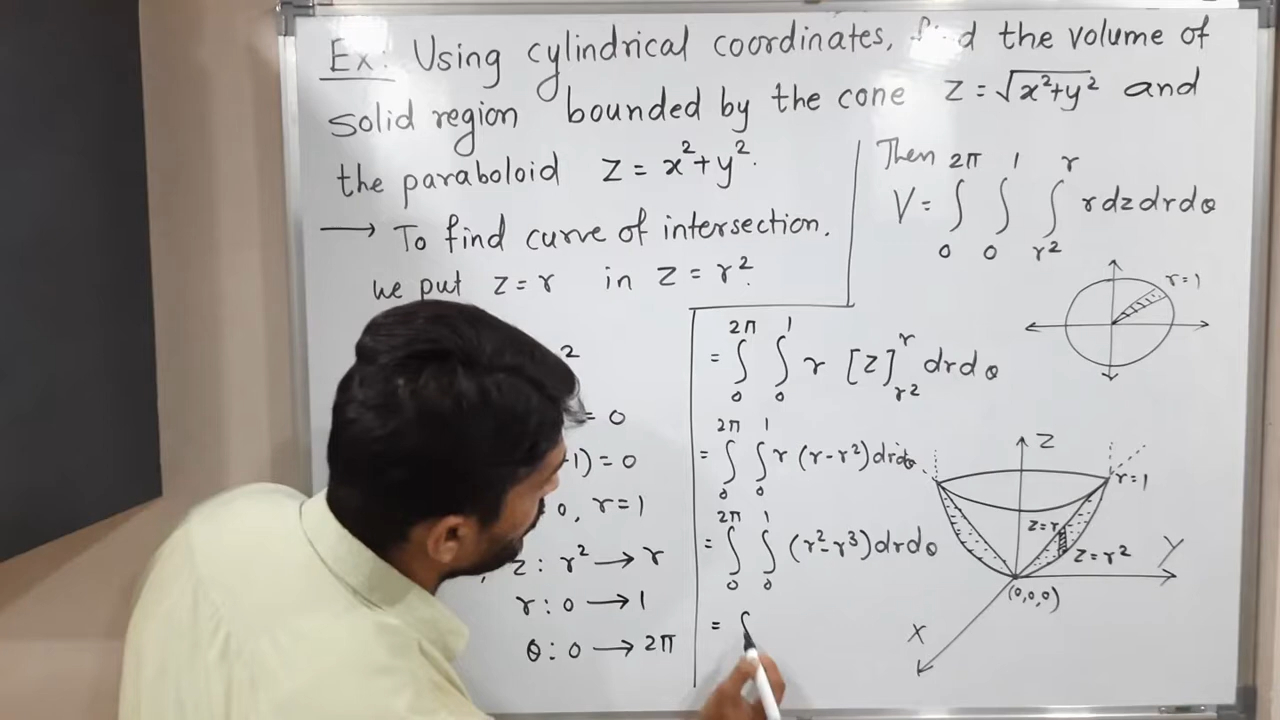 Ex: Using cylindrical coordinates, find the volume of
solid region bounded by the cone z = √x²+y² and
the paraboloid z = x²+y².
→ To find curve of intersection.
we put z = r in z = r².
2
= 0
-1) = 0
0, r=1
z : r² → r
r : 0 → 1
θ : 0 → 2π
Then
V = ∫₀^2π ∫₀^1 ∫_r²^r r dz dr dθ
= ∫₀^2π ∫₀^1 r [z]_r²^r dr dθ
= ∫₀^2π ∫₀^1 r (r-r²) dr dθ
= ∫₀^2π ∫₀^1 (r²-r³) dr dθ
= ∫
r=1
Z
r=1
z=r
z=r²
Y
(0,0,0)
X